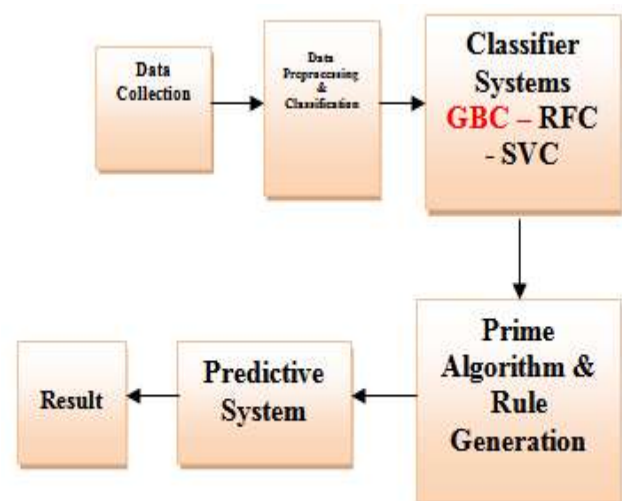 Data
Collection
Data
Preprocessing
&
Classification
Classifier
Systems
GBC – RFC
- SVC
Prime
Algorithm &
Rule
Generation
Predictive
System
Result